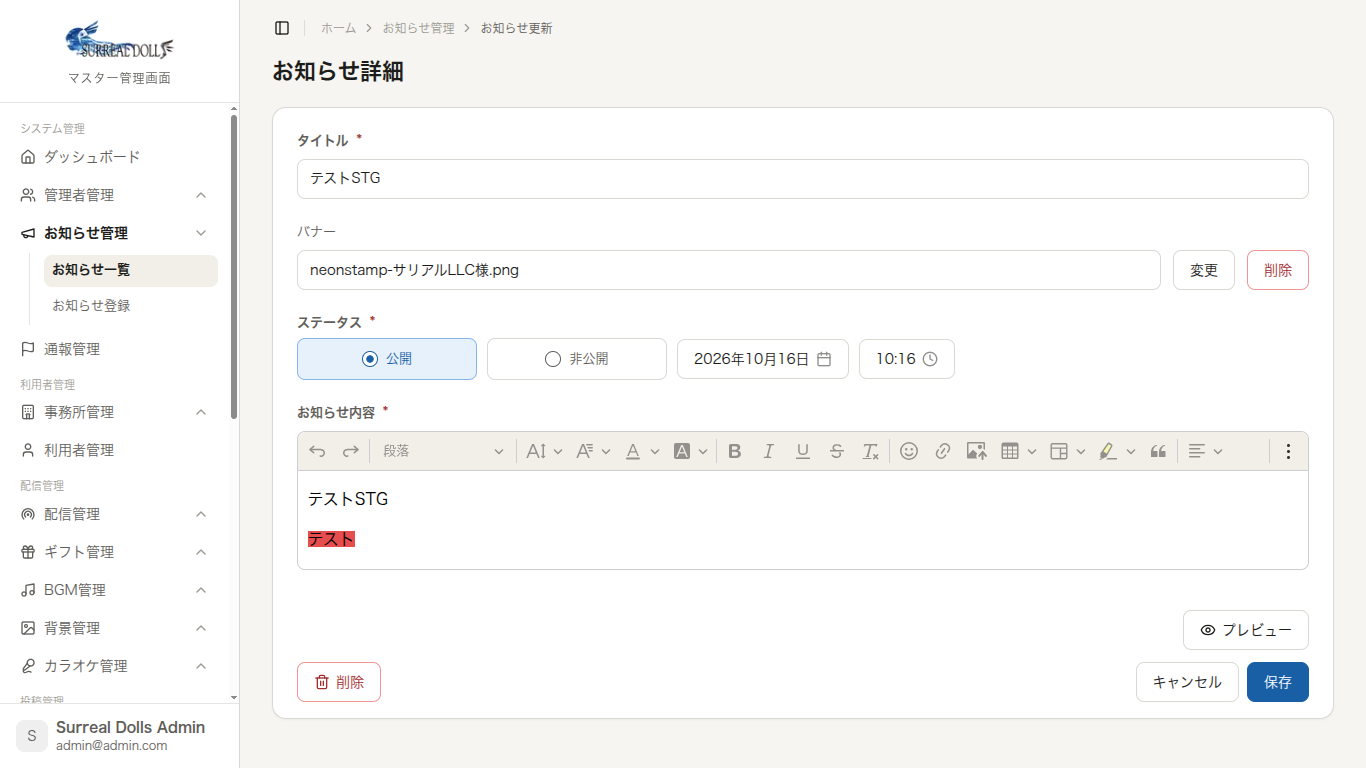 SURREAL DOLLS
マスター管理画面
システム管理
ダッシュボード
管理者管理
お知らせ管理
お知らせ一覧
お知らせ登録
通報管理
利用者管理
事務所管理
利用者管理
配信管理
配信管理
ギフト管理
BGM管理
背景管理
カラオケ管理
投稿管理
S
Surreal Dolls Admin
admin@admin.com
ホーム
お知らせ管理
お知らせ更新
お知らせ詳細
タイトル *
テストSTG
バナー
neonstamp-サリアルLLC様.png
変更
削除
ステータス *
公開
非公開
2026年10月16日
10:16
お知らせ内容 *
段落
テストSTG
テスト
プレビュー
削除
キャンセル
保存